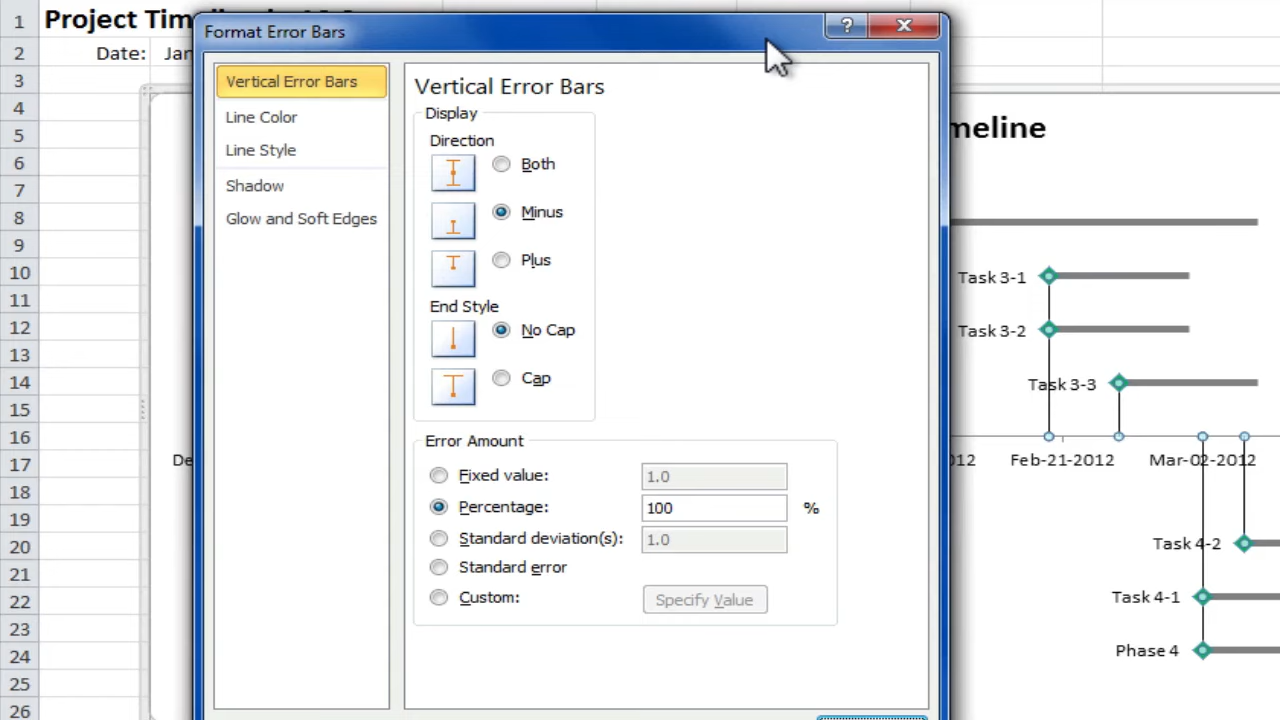 1
Project Tim
Format Error Bars
?
2
Date:
Jan
3
4
5
6
7
8
9
10
11
12
13
14
15
16
17
18
19
20
21
22
23
24
25
26
Vertical Error Bars
Line Color
Line Style
Shadow
Glow and Soft Edges
Vertical Error Bars
Display
Direction
Both
Minus
Plus
End Style
No Cap
Cap
Error Amount
Fixed value:
1.0
Percentage:
100
%
Standard deviation(s):
1.0
Standard error
Custom:
Specify Value
meline
Task 3-1
Task 3-2
Task 3-3
De
012
Feb-21-2012
Mar-02-2012
Task 4-2
Task 4-1
Phase 4